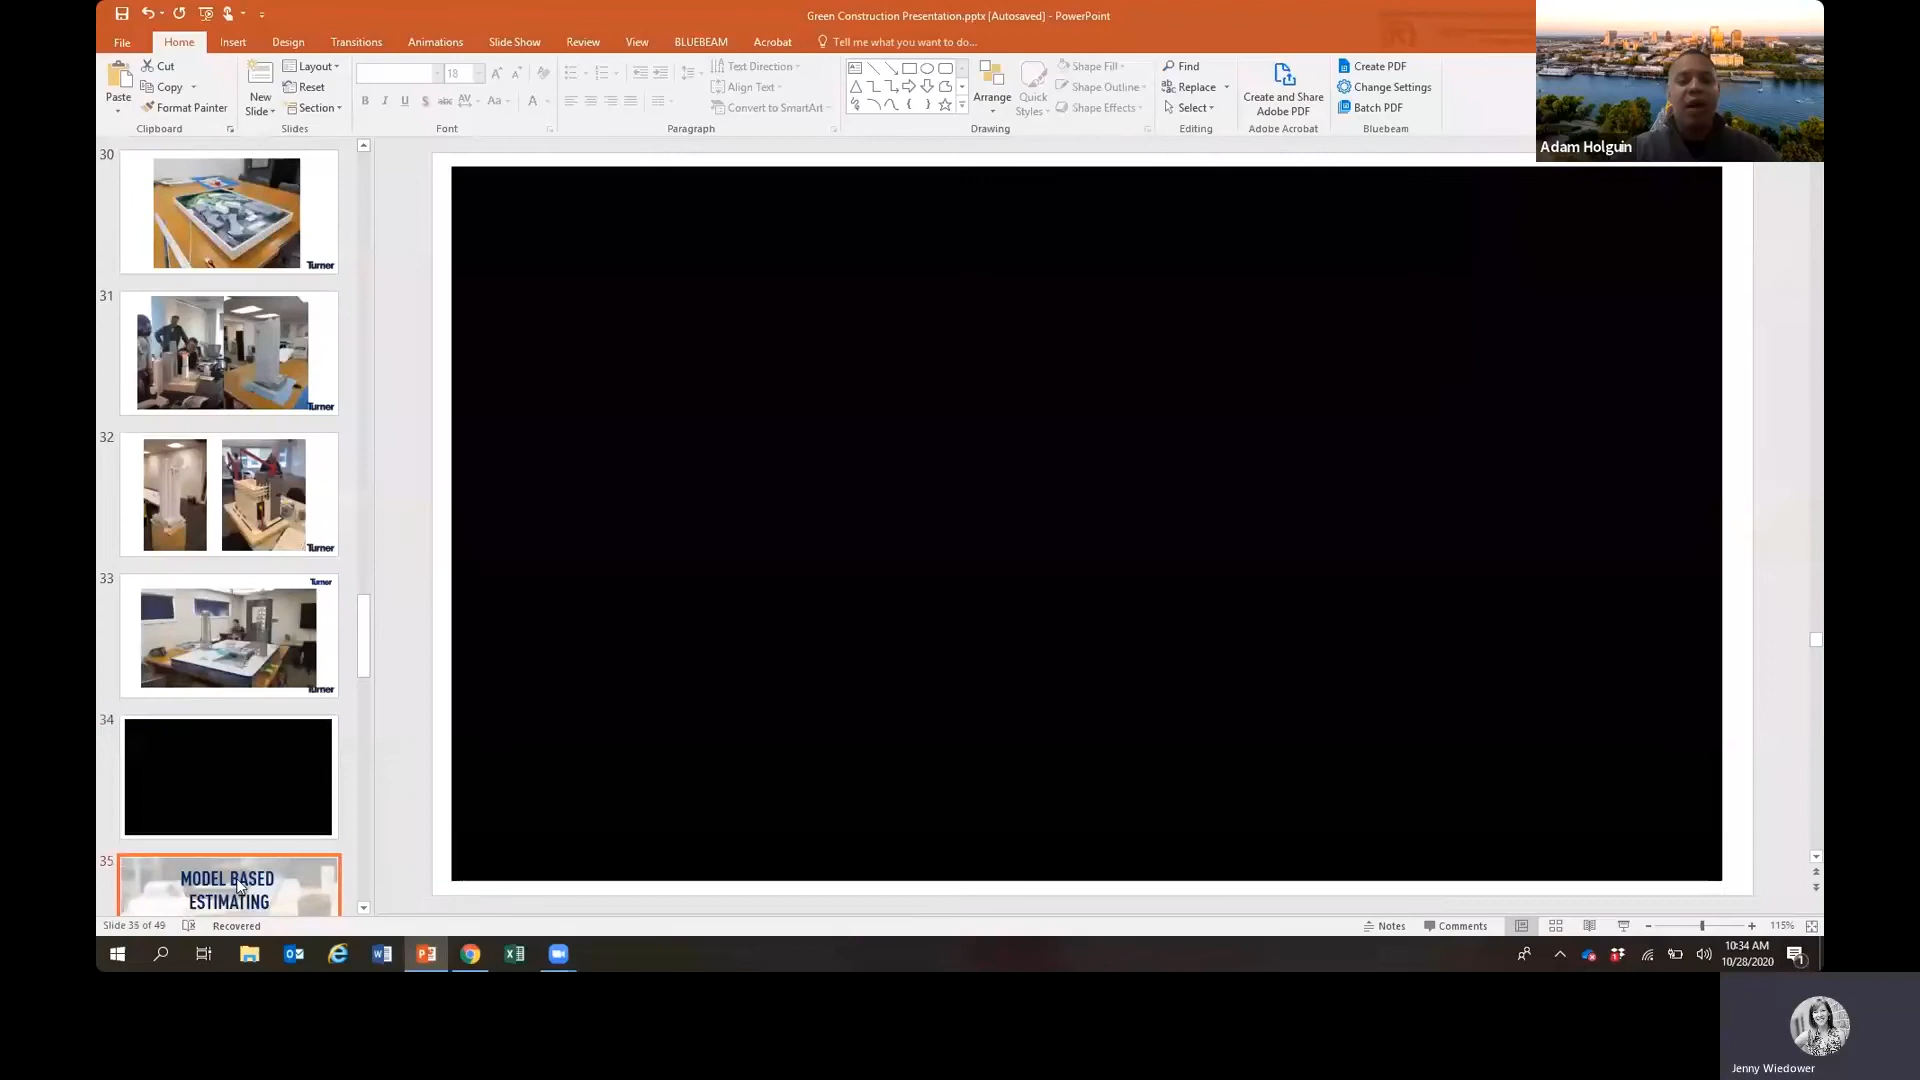 Green Construction Presentation.pptx [Autosaved] - PowerPoint
File Home Insert Design Transitions Animations Slide Show Review View BLUEBEAM Acrobat Tell me what you want to do...
Paste
Cut
Copy
Format Painter
Clipboard
New Slide
Layout
Reset
Section
Slides
18
B I U S abc AV Aa A
Font
Text Direction
Align Text
Convert to SmartArt
Paragraph
Arrange
Quick Styles
Shape Fill
Shape Outline
Shape Effects
Drawing
Find
Replace
Select
Editing
Create and Share Adobe PDF
Adobe Acrobat
Create PDF
Change Settings
Batch PDF
Bluebeam
Adam Holguin
30
Turner
31
Turner
32
Turner
33
Turner
Turner
34
35
MODEL BASED
ESTIMATING
Slide 35 of 49 Recovered
Notes Comments 115%
10:34 AM
10/28/2020
1
Jenny Wiedower